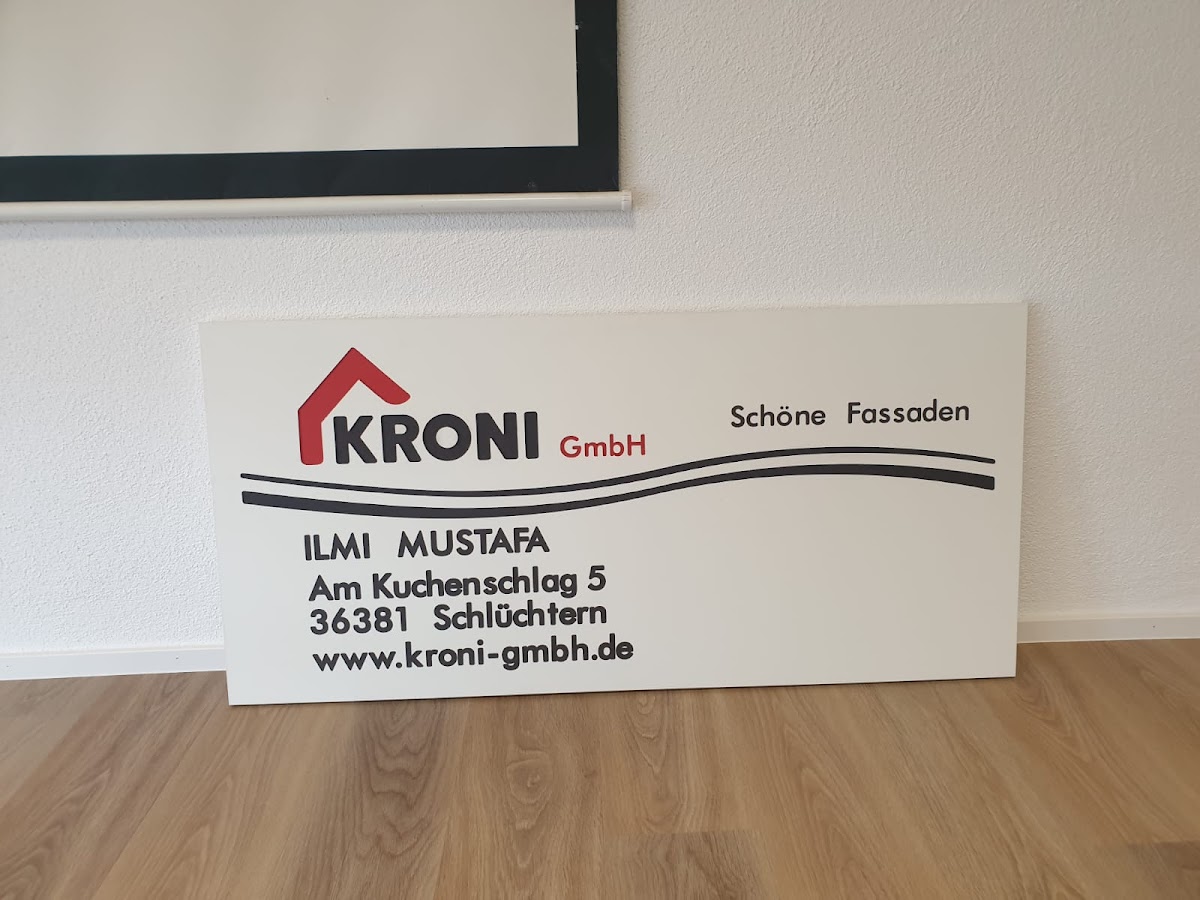 KRONI GmbH
Schöne Fassaden
ILMI MUSTAFA
Am Kuchenschlag 5
36381 Schlüchtern
www.kroni-gmbh.de